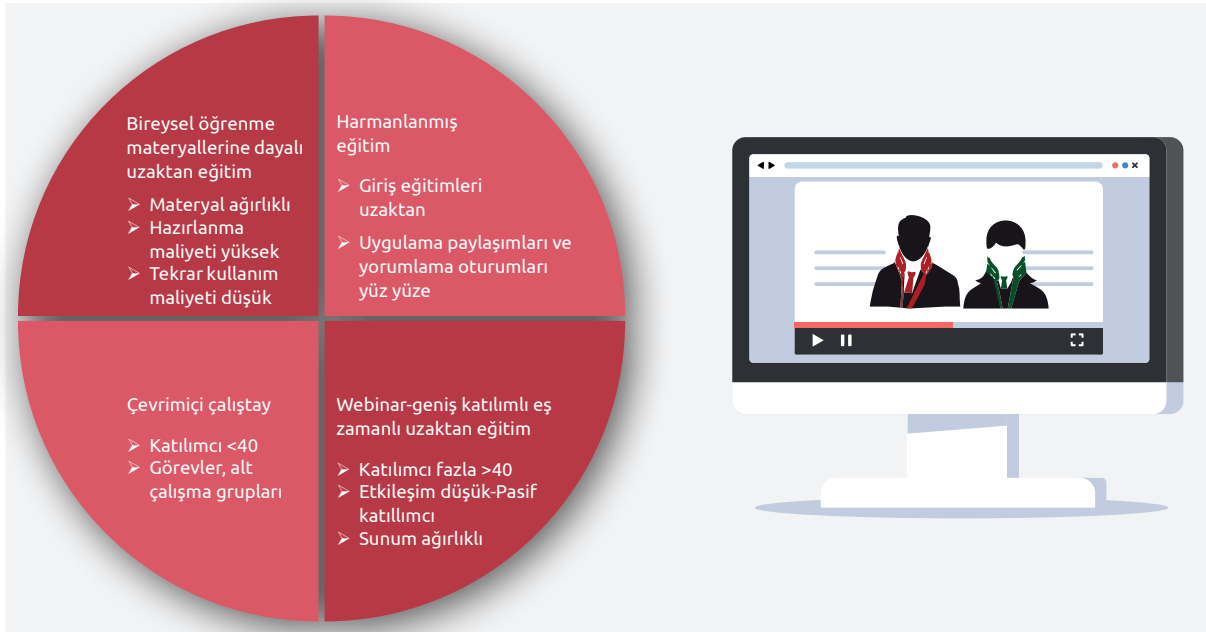 Bireysel öğrenme
materyallerine dayalı
uzaktan eğitim
➢ Materyal ağırlıklı
➢ Hazırlanma
maliyeti yüksek
➢ Tekrar kullanım
maliyeti düşük
Harmanlanmış
eğitim
➢ Giriş eğitimleri
uzaktan
➢ Uygulama paylaşımları ve
yorumlama oturumları
yüz yüze
Çevrimiçi çalıştay
➢ Katılımcı <40
➢ Görevler, alt
çalışma grupları
Webinar-geniş katılımlı eş
zamanlı uzaktan eğitim
➢ Katılımcı fazla >40
➢ Etkileşim düşük-Pasif
katıllımcı
➢ Sunum ağırlıklı